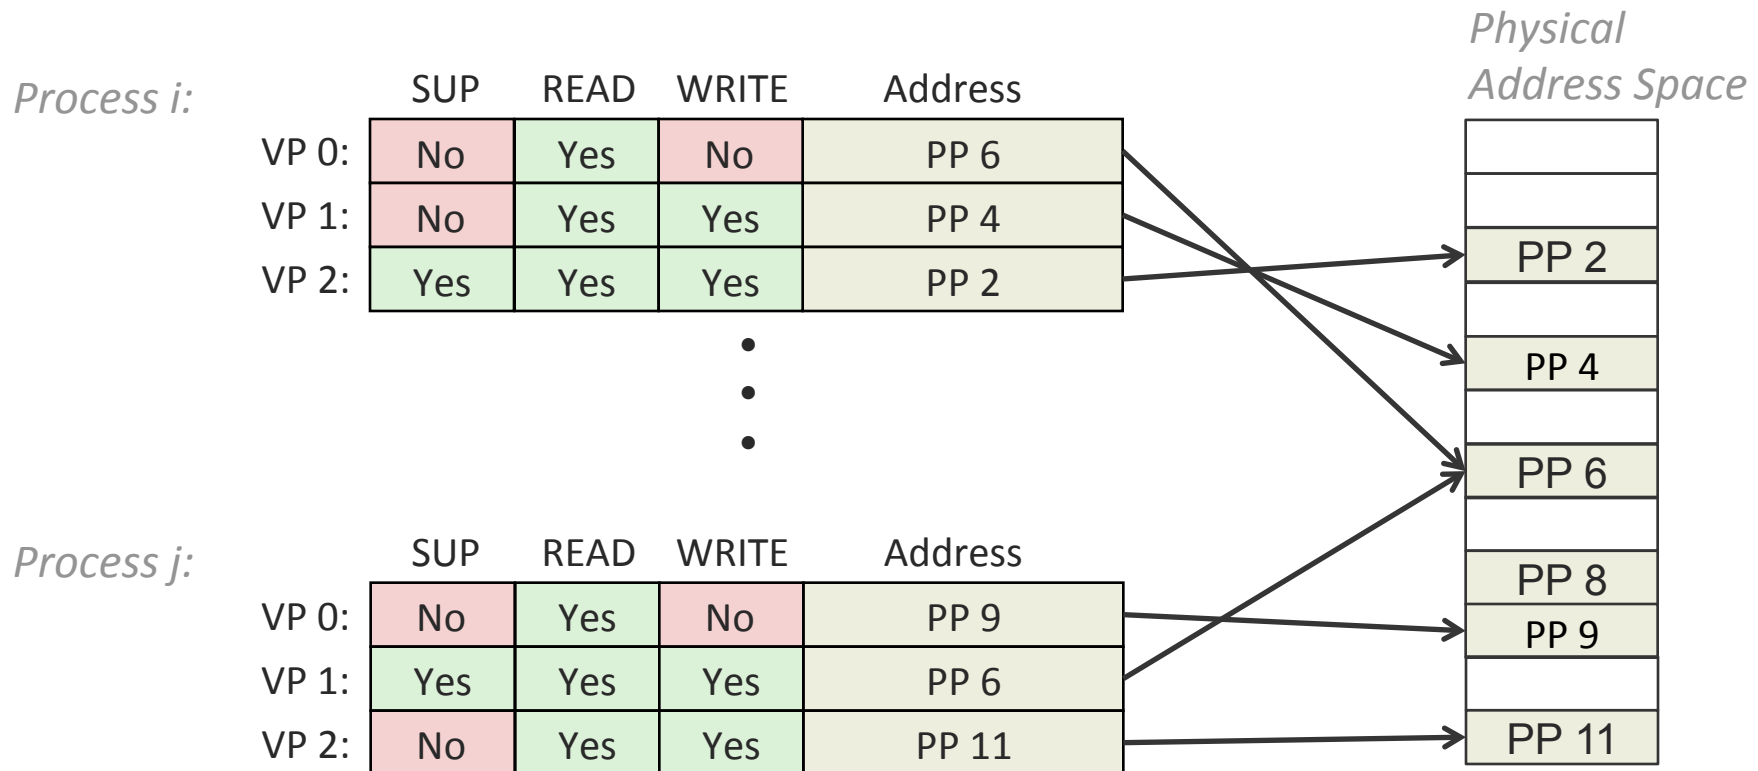 Physical
Address Space
Process i:
SUP READ WRITE Address
VP 0: No Yes No PP 6
VP 1: No Yes Yes PP 4
VP 2: Yes Yes Yes PP 2
PP 2
PP 4
PP 6
PP 8
PP 9
PP 11
Process j:
SUP READ WRITE Address
VP 0: No Yes No PP 9
VP 1: Yes Yes Yes PP 6
VP 2: No Yes Yes PP 11